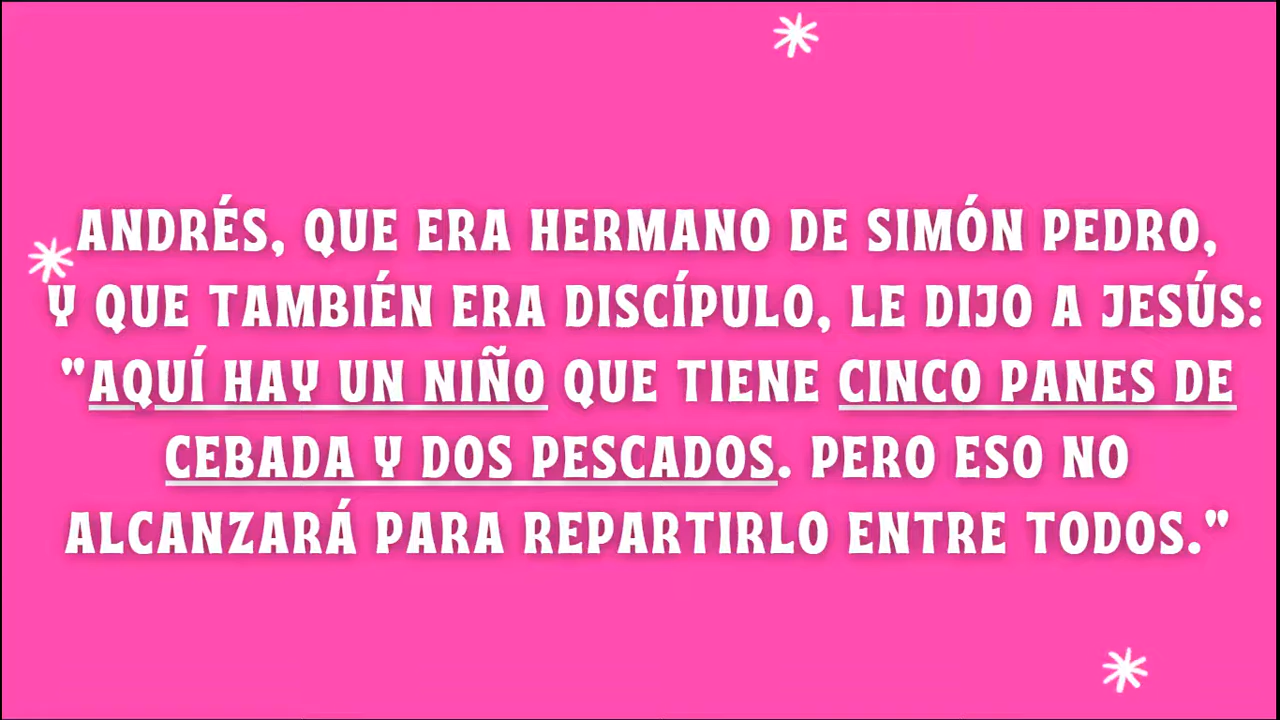 ANDRÉS, QUE ERA HERMANO DE SIMÓN PEDRO,
Y QUE TAMBIÉN ERA DISCÍPULO, LE DIJO A JESÚS:
"AQUÍ HAY UN NIÑO QUE TIENE CINCO PANES DE
CEBADA Y DOS PESCADOS. PERO ESO NO
ALCANZARÁ PARA REPARTIRLO ENTRE TODOS."